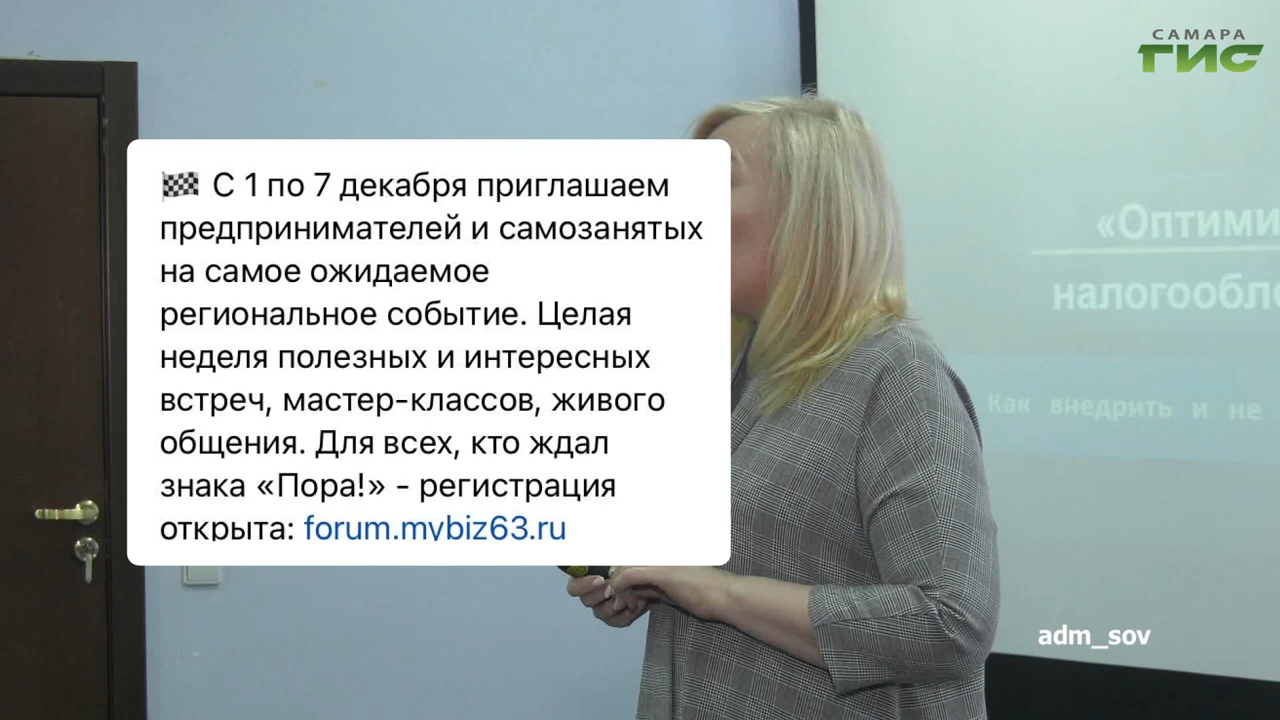 САМАРА
ГИС
С 1 по 7 декабря приглашаем
предпринимателей и самозанятых
на самое ожидаемое
региональное событие. Целая
неделя полезных и интересных
встреч, мастер-классов, живого
общения. Для всех, кто ждал
знака «Пора!» - регистрация
открыта: forum.mybiz63.ru
«Оптими
налогообло
Как внедрить и не
adm_sov